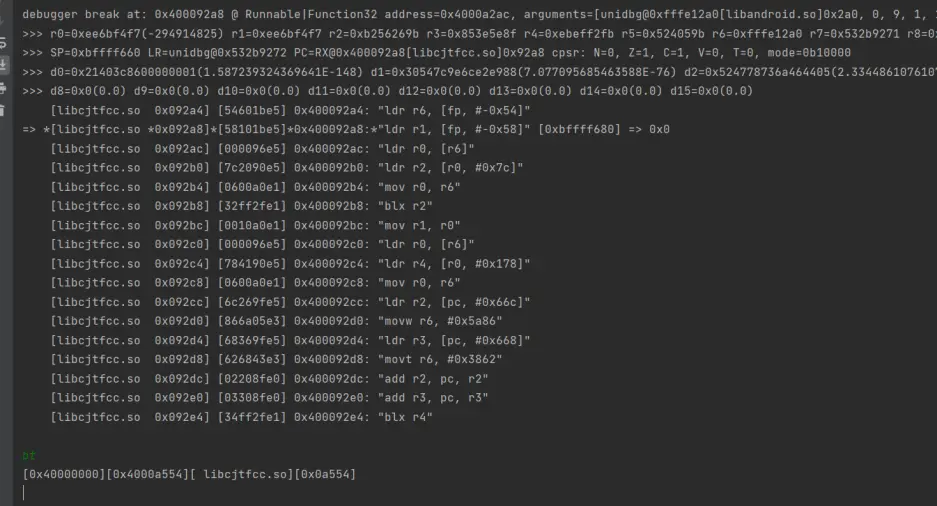 debugger break at: 0x400092a8 @ Runnable|Function32 address=0x4000a2ac, arguments=[unidbg@0xfffe12a0[libandroid.so]0x2a0, 0, 9, 1,
>>> r0=0xee6bf4f7(-294914825) r1=0xee6bf4f7 r2=0xb256269b r3=0x853e5e8f r4=0xebeff2fb r5=0x524059b r6=0xfffe12a0 r7=0x532b9271 r8=
>>> SP=0xbffff660 LR=unidbg@0x532b9272 PC=RX@0x400092a8[libcjtfcc.so]0x92a8 cpsr: N=0, Z=1, C=1, V=0, T=0, mode=0b10000
>>> d0=0x21403c8600000001(1.587239324369641E-148) d1=0x30547c9e6ce2e988(7.077095685463588E-76) d2=0x524778736a464405(2.334486107610
>>> d8=0x0(0.0) d9=0x0(0.0) d10=0x0(0.0) d11=0x0(0.0) d12=0x0(0.0) d13=0x0(0.0) d14=0x0(0.0) d15=0x0(0.0)
[libcjtfcc.so 0x092a4] [54601be5] 0x400092a4: "ldr r6, [fp, #-0x54]"
=> *[libcjtfcc.so *0x092a8]*[58101be5]*0x400092a8:*"ldr r1, [fp, #-0x58]" [0xbffff680] => 0x0
[libcjtfcc.so 0x092ac] [000096e5] 0x400092ac: "ldr r0, [r6]"
[libcjtfcc.so 0x092b0] [7c2090e5] 0x400092b0: "ldr r2, [r0, #0x7c]"
[libcjtfcc.so 0x092b4] [0600a0e1] 0x400092b4: "mov r0, r6"
[libcjtfcc.so 0x092b8] [32ff2fe1] 0x400092b8: "blx r2"
[libcjtfcc.so 0x092bc] [0010a0e1] 0x400092bc: "mov r1, r0"
[libcjtfcc.so 0x092c0] [000096e5] 0x400092c0: "ldr r0, [r6]"
[libcjtfcc.so 0x092c4] [784190e5] 0x400092c4: "ldr r4, [r0, #0x178]"
[libcjtfcc.so 0x092c8] [0600a0e1] 0x400092c8: "mov r0, r6"
[libcjtfcc.so 0x092cc] [6c269fe5] 0x400092cc: "ldr r2, [pc, #0x66c]"
[libcjtfcc.so 0x092d0] [866a05e3] 0x400092d0: "movw r6, #0x5a86"
[libcjtfcc.so 0x092d4] [68369fe5] 0x400092d4: "ldr r3, [pc, #0x668]"
[libcjtfcc.so 0x092d8] [626843e3] 0x400092d8: "movt r6, #0x3862"
[libcjtfcc.so 0x092dc] [02208fe0] 0x400092dc: "add r2, pc, r2"
[libcjtfcc.so 0x092e0] [03308fe0] 0x400092e0: "add r3, pc, r3"
[libcjtfcc.so 0x092e4] [34ff2fe1] 0x400092e4: "blx r4"
bt
[0x40000000][0x4000a554][ libcjtfcc.so][0x0a554]